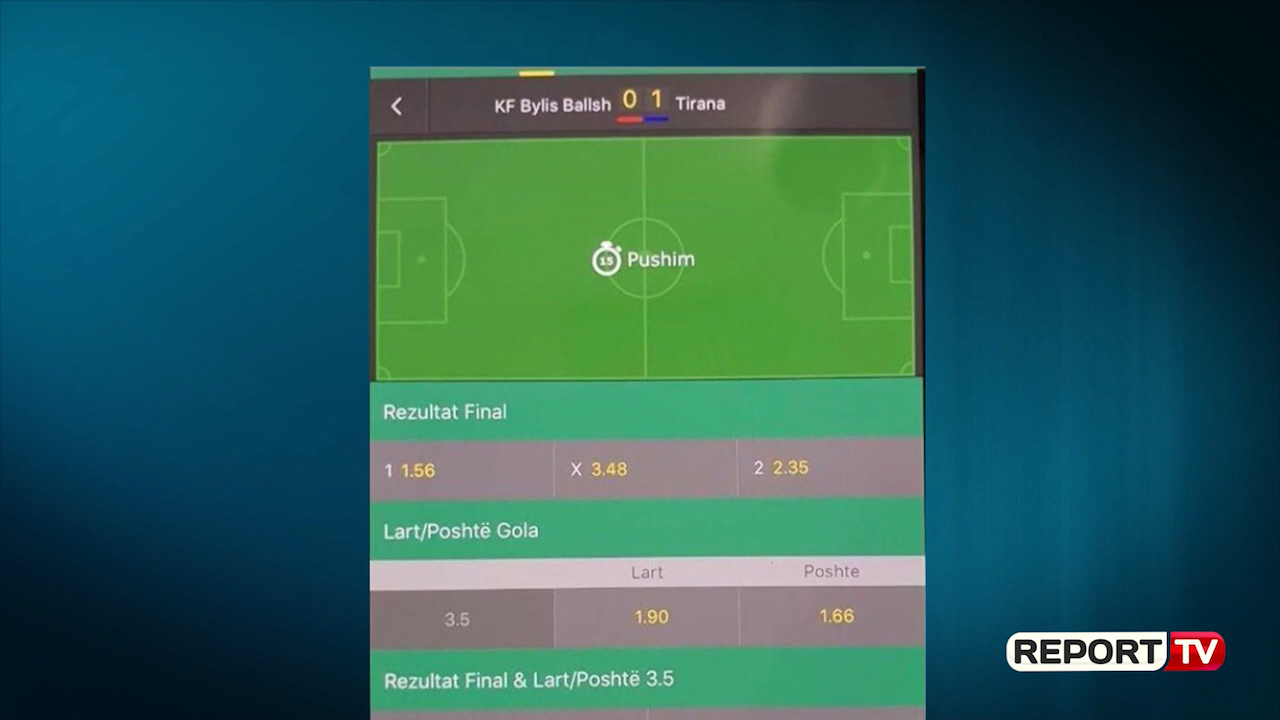 KF Bylis Ballsh 0 1 Tirana
15 Pushim
Rezultat Final
1 1.56 X 3.48 2 2.35
Lart/Poshtë Gola
Lart Poshte
3.5 1.90 1.66
Rezultat Final & Lart/Poshtë 3.5
REPORT TV